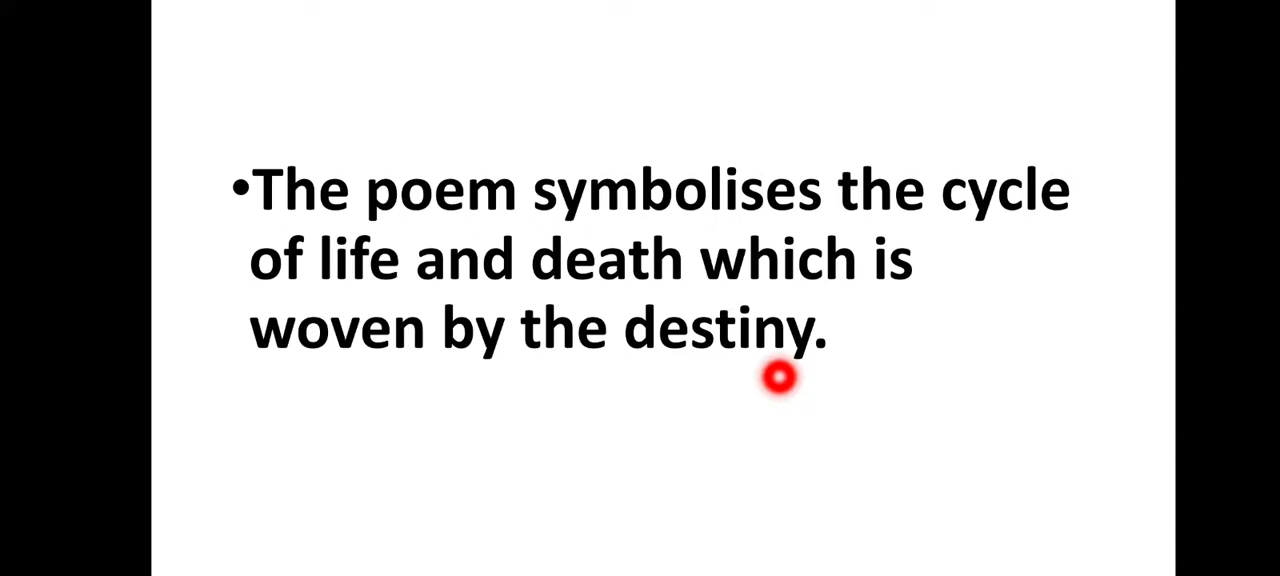 •The poem symbolises the cycle
of life and death which is
woven by the destiny.